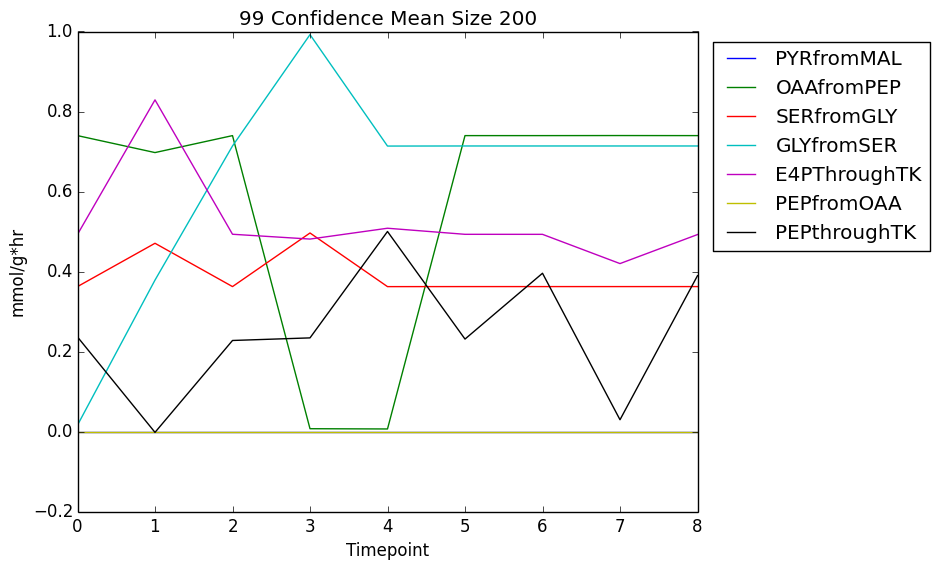 99 Confidence Mean Size 200
1.0
0.8
0.6
0.4
0.2
0.0
−0.2
mmol/g*hr
0 1 2 3 4 5 6 7 8
Timepoint
PYRfromMAL
OAAfromPEP
SERfromGLY
GLYfromSER
E4PThroughTK
PEPfromOAA
PEPthroughTK